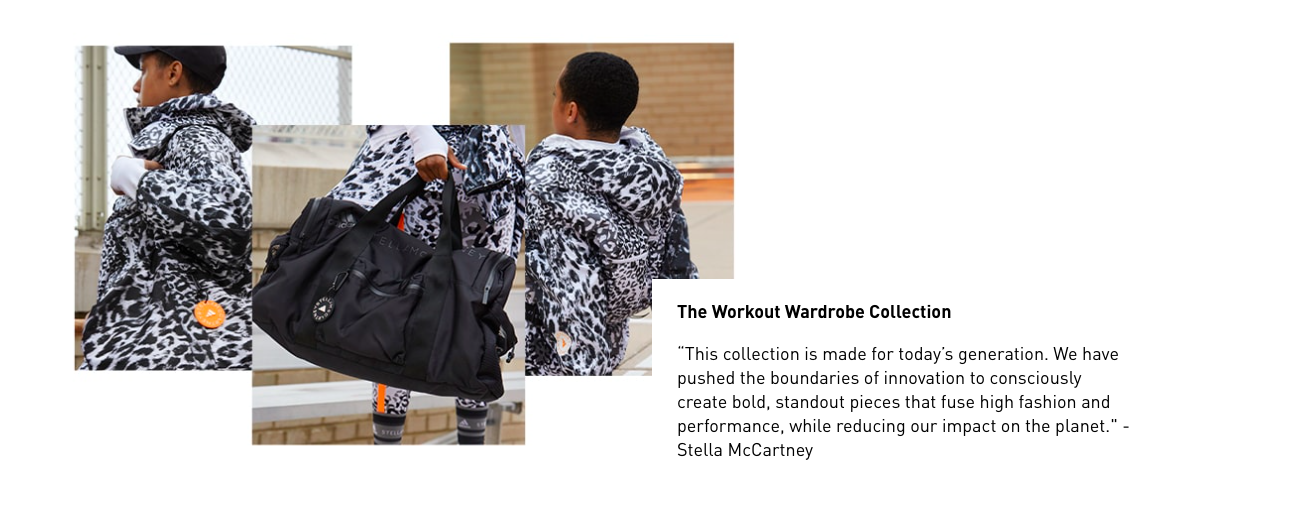 The Workout Wardrobe Collection
“This collection is made for today’s generation. We have
pushed the boundaries of innovation to consciously
create bold, standout pieces that fuse high fashion and
performance, while reducing our impact on the planet." -
Stella McCartney